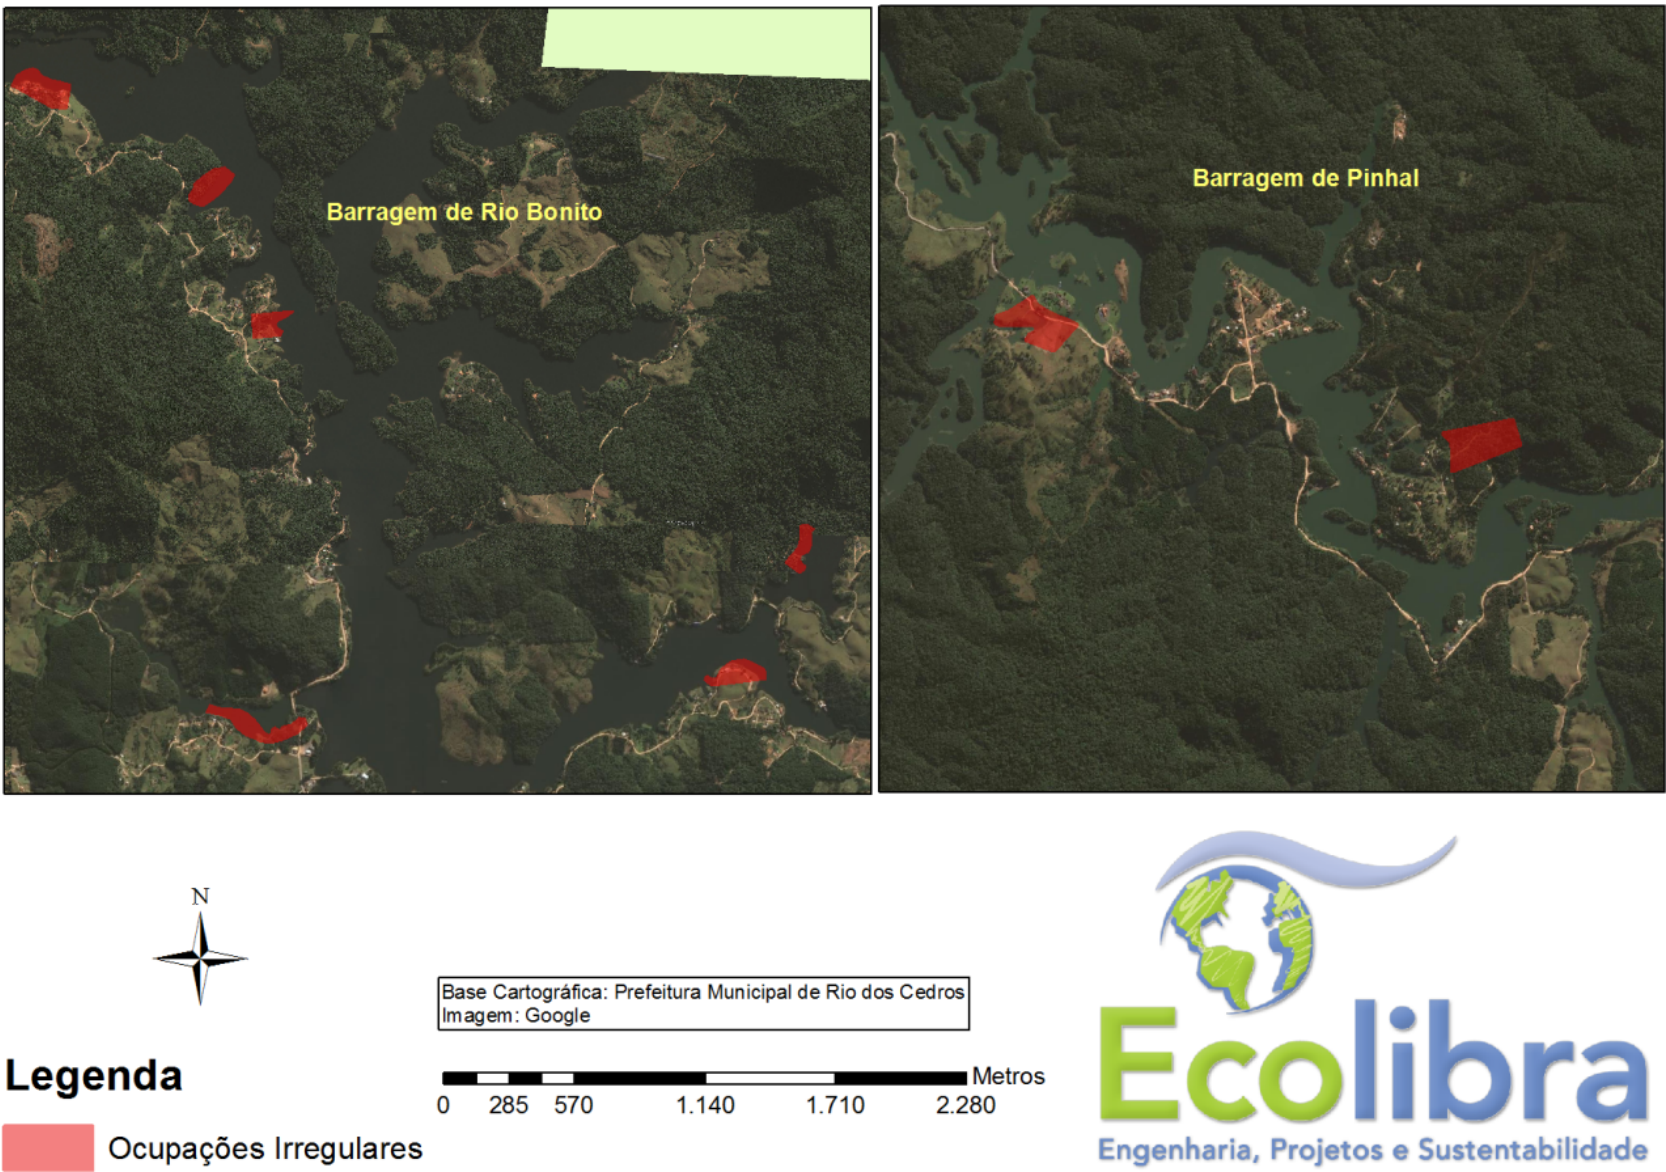 Barragem de Rio Bonito
Barragem de Pinhal
N
Base Cartográfica: Prefeitura Municipal de Rio dos Cedros
Imagem: Google
Legenda
Metros
0 285 570 1.140 1.710 2.280
Ocupações Irregulares
Ecolibra
Engenharia, Projetos e Sustentabilidade